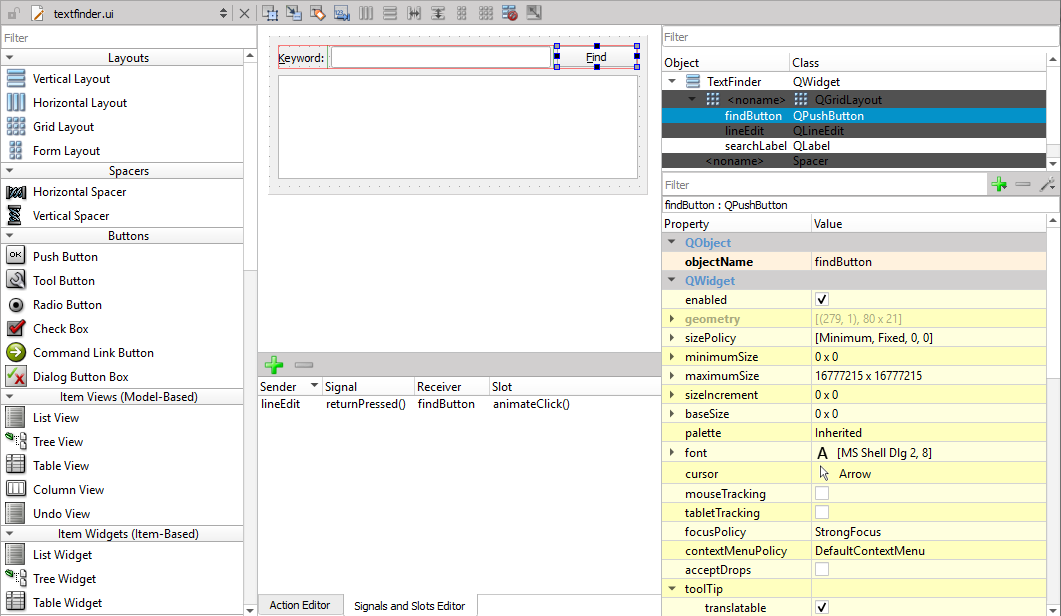 textfinder.ui
Filter
Layouts
Vertical Layout
Horizontal Layout
Grid Layout
Form Layout
Spacers
Horizontal Spacer
Vertical Spacer
Buttons
OK Push Button
Tool Button
Radio Button
Check Box
Command Link Button
Dialog Button Box
Item Views (Model-Based)
List View
Tree View
Table View
Column View
Undo View
Item Widgets (Item-Based)
List Widget
Tree Widget
Table Widget
Keyword: Find
Sender Signal Receiver Slot
lineEdit returnPressed() findButton animateClick()
Action Editor Signals and Slots Editor
Filter
Object Class
TextFinder QWidget
<noname> QGridLayout
findButton QPushButton
lineEdit QLineEdit
searchLabel QLabel
<noname> Spacer
Filter
findButton : QPushButton
Property Value
QObject
objectName findButton
QWidget
enabled
geometry [(279, 1), 80 x 21]
sizePolicy [Minimum, Fixed, 0, 0]
minimumSize 0 x 0
maximumSize 16777215 x 16777215
sizeIncrement 0 x 0
baseSize 0 x 0
palette Inherited
font A [MS Shell Dlg 2, 8]
cursor Arrow
mouseTracking
tabletTracking
focusPolicy StrongFocus
contextMenuPolicy DefaultContextMenu
acceptDrops
toolTip
translatable